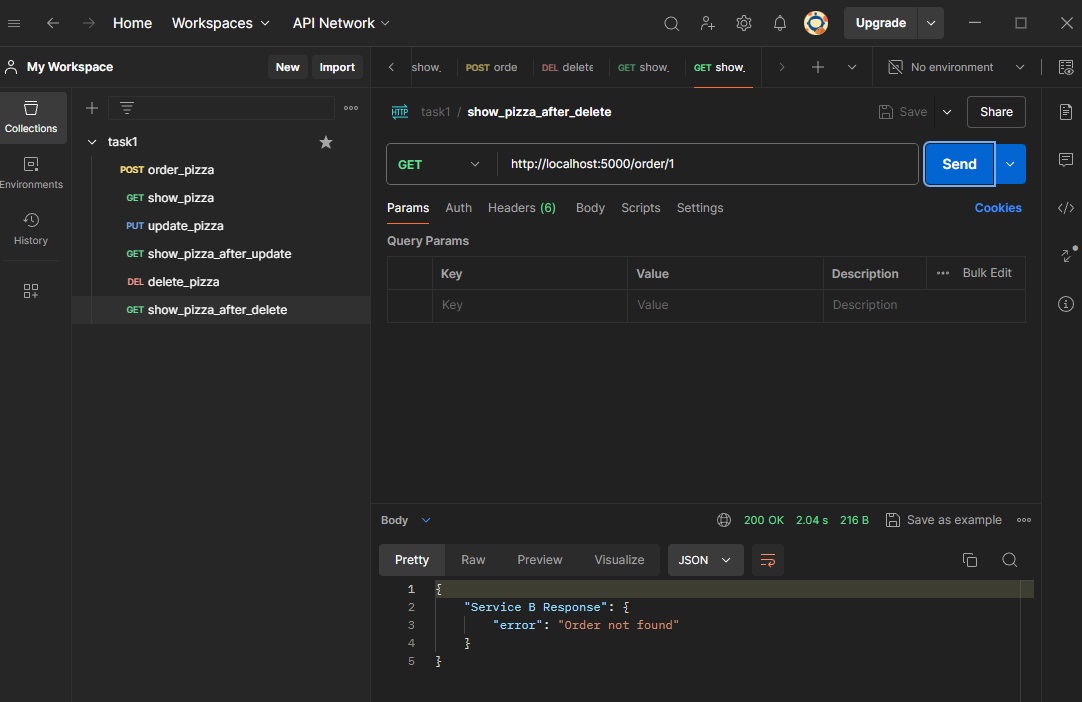 Home Workspaces API Network Upgrade
My Workspace New Import
show. POST orde DEL delete GET show. GET show. No environment
Collections
Environments
History
task1
POST order_pizza
GET show_pizza
PUT update_pizza
GET show_pizza_after_update
DEL delete_pizza
GET show_pizza_after_delete
HTTP task1 / show_pizza_after_delete Save Share
GET http://localhost:5000/order/1 Send
Params Auth Headers (6) Body Scripts Settings Cookies
Query Params
Key Value Description Bulk Edit
Key Value Description
Body 200 OK 2.04 s 216 B Save as example
Pretty Raw Preview Visualize JSON
1 {
2 "Service B Response": {
3 "error": "Order not found"
4 }
5 }